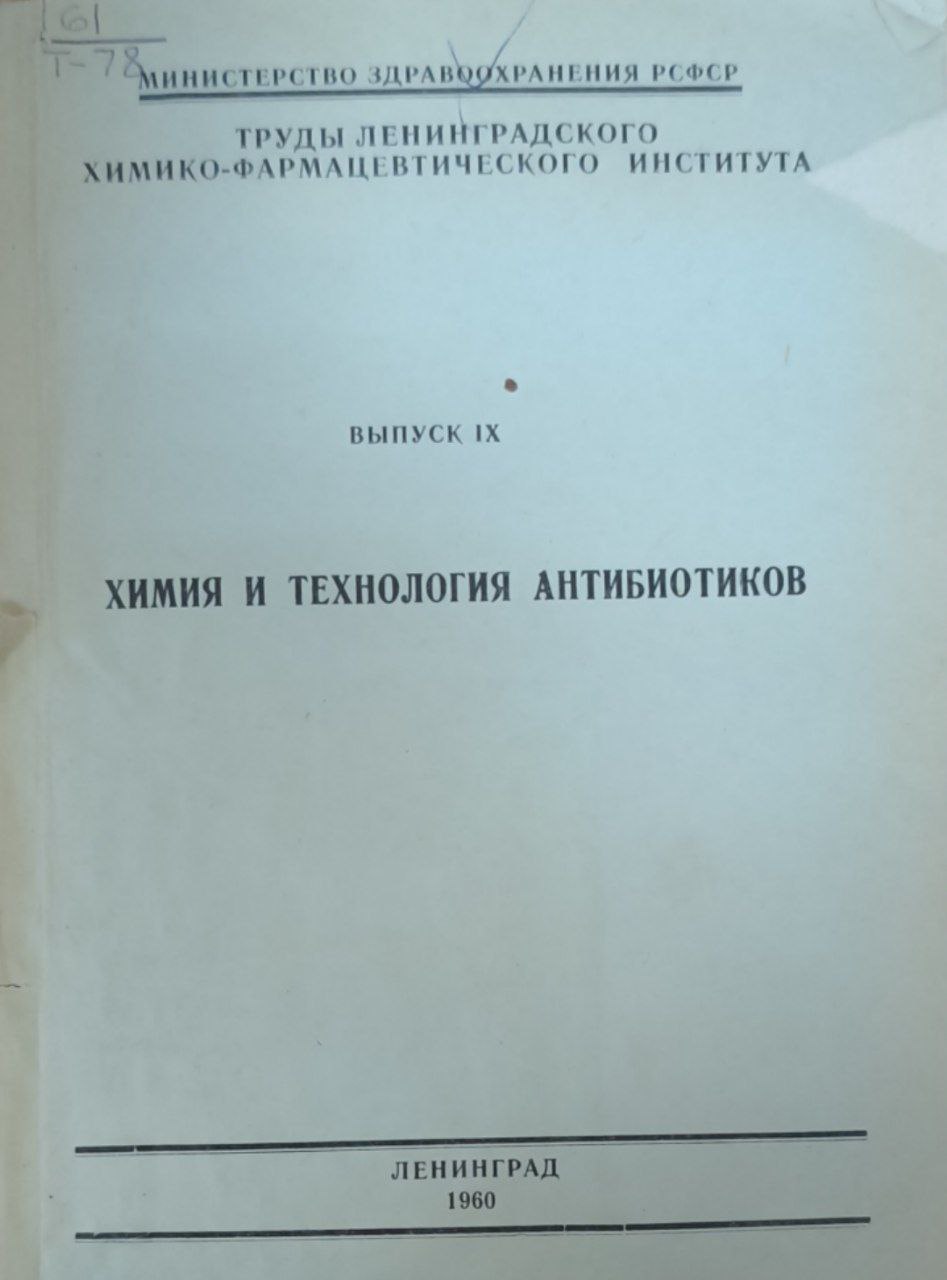 61
Т-78
МИНИСТЕРСТВО ЗДРАВООХРАНЕНИЯ РСФСР
ТРУДЫ ЛЕНИНГРАДСКОГО
ХИМИКО-ФАРМАЦЕВТИЧЕСКОГО ИНСТИТУТА
ВЫПУСК IX
ХИМИЯ И ТЕХНОЛОГИЯ АНТИБИОТИКОВ
ЛЕНИНГРАД
1960